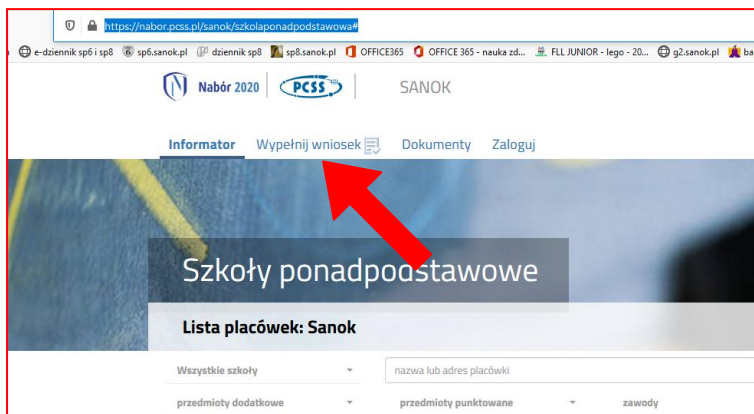 https://nabor.pcss.pl/sanok/szkolaponadpodstawowa#
e-dziennik sp6 i sp8 sp6.sanok.pl dziennik sp8 sp8.sanok.pl OFFICE365 OFFICE 365 - nauka zd... FLL JUNIOR - lego - 20... g2.sanok.pl ba
Nabór 2020 PCSS SANOK
Informator Wypełnij wniosek Dokumenty Zaloguj
Szkoły ponadpodstawowe
Lista placówek: Sanok
Wszystkie szkoły nazwa lub adres placówki
przedmioty dodatkowe przedmioty punktowane zawody